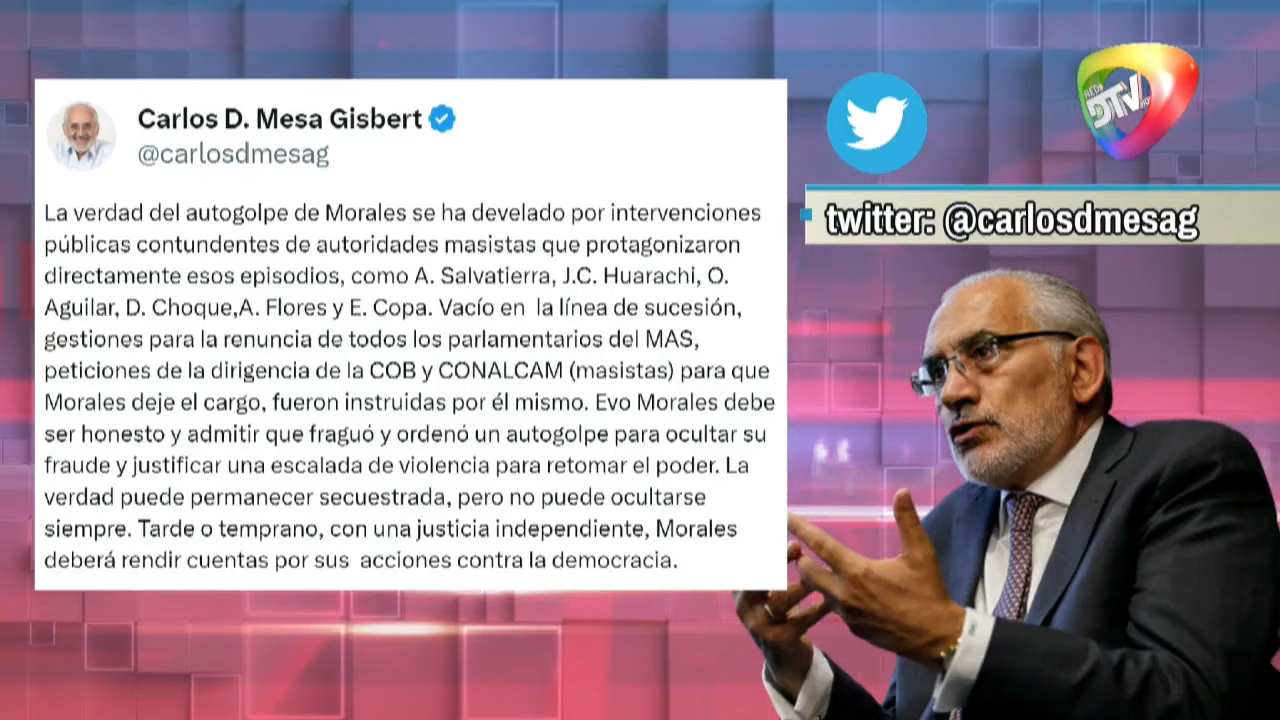 Carlos D. Mesa Gisbert
@carlosdmesag
La verdad del autogolpe de Morales se ha develado por intervenciones
públicas contundentes de autoridades masistas que protagonizaron
directamente esos episodios, como A. Salvatierra, J.C. Huarachi, O.
Aguilar, D. Choque,A. Flores y E. Copa. Vacío en  la línea de sucesión,
gestiones para la renuncia de todos los parlamentarios del MAS,
peticiones de la dirigencia de la COB y CONALCAM (masistas) para que
Morales deje el cargo, fueron instruidas por él mismo. Evo Morales debe
ser honesto y admitir que fraguó y ordenó un autogolpe para ocultar su
fraude y justificar una escalada de violencia para retomar el poder. La
verdad puede permanecer secuestrada, pero no puede ocultarse
siempre. Tarde o temprano, con una justicia independiente, Morales
deberá rendir cuentas por sus  acciones contra la democracia.
RED
DTV
twitter: @carlosdmesag